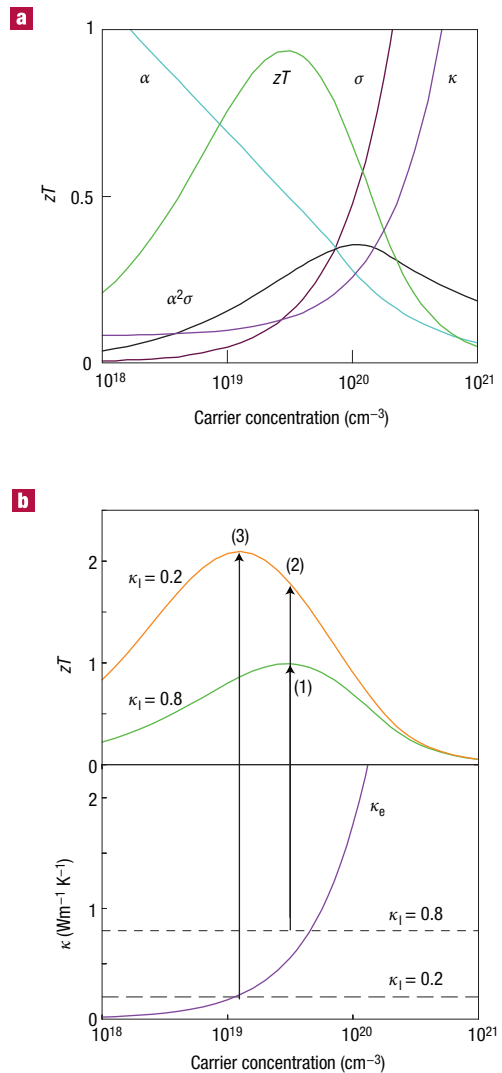 a
1
α
zT
σ
κ
zT
0.5
α²σ
0
10¹⁸
10¹⁹
10²⁰
10²¹
Carrier concentration (cm⁻³)
b
(3)
2
(2)
κₗ = 0.2
zT
1
(1)
κₗ = 0.8
0
2
κₑ
κ (Wm⁻¹ K⁻¹)
1
κₗ = 0.8
κₗ = 0.2
0
10¹⁸
10¹⁹
10²⁰
10²¹
Carrier concentration (cm⁻³)